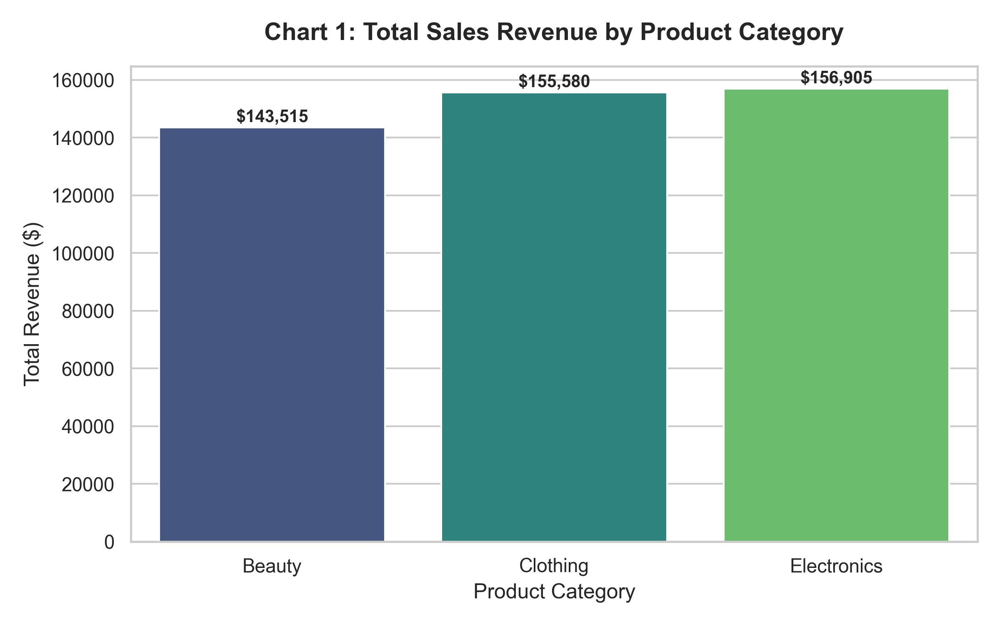 Chart 1: Total Sales Revenue by Product Category
160000
140000
120000
100000
80000
60000
40000
20000
0
Total Revenue ($)
$143,515
$155,580
$156,905
Beauty
Clothing
Electronics
Product Category